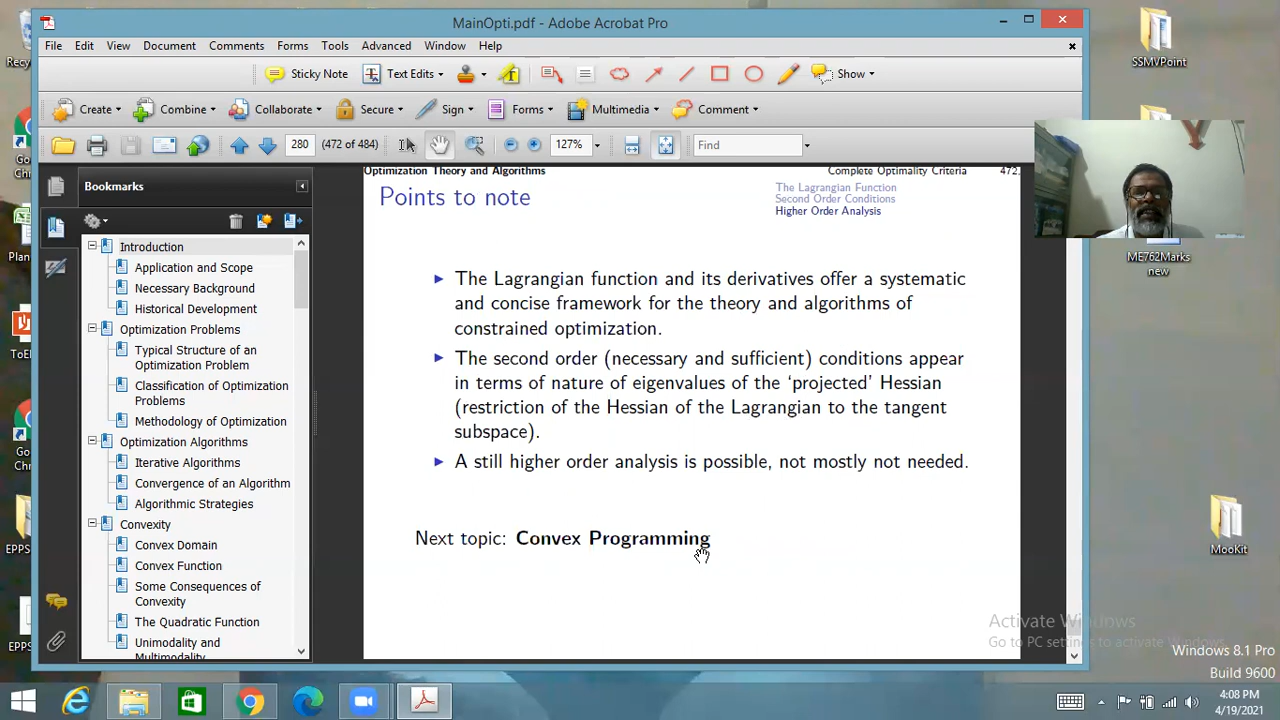 MainOpti.pdf - Adobe Acrobat Pro
File Edit View Document Comments Forms Tools Advanced Window Help
Sticky Note Text Edits Show
Create Combine Collaborate Secure Sign Forms Multimedia Comment
280 (472 of 484) 127% Find
Bookmarks
Introduction
Application and Scope
Necessary Background
Historical Development
Optimization Problems
Typical Structure of an
Optimization Problem
Classification of Optimization
Problems
Methodology of Optimization
Optimization Algorithms
Iterative Algorithms
Convergence of an Algorithm
Algorithmic Strategies
Convexity
Convex Domain
Convex Function
Some Consequences of
Convexity
The Quadratic Function
Unimodality and
Multimodality
Optimization Theory and Algorithms Complete Optimality Criteria 472,
Points to note
The Lagrangian Function
Second Order Conditions
Higher Order Analysis
The Lagrangian function and its derivatives offer a systematic
and concise framework for the theory and algorithms of
constrained optimization.
The second order (necessary and sufficient) conditions appear
in terms of nature of eigenvalues of the ‘projected’ Hessian
(restriction of the Hessian of the Lagrangian to the tangent
subspace).
A still higher order analysis is possible, not mostly not needed.
Next topic: Convex Programming
SSMVPoint
ME762Marks
new
MooKit
Activate Windows
Go to PC settings to activate Windows.
Windows 8.1 Pro
Build 9600
4:08 PM
4/19/2021